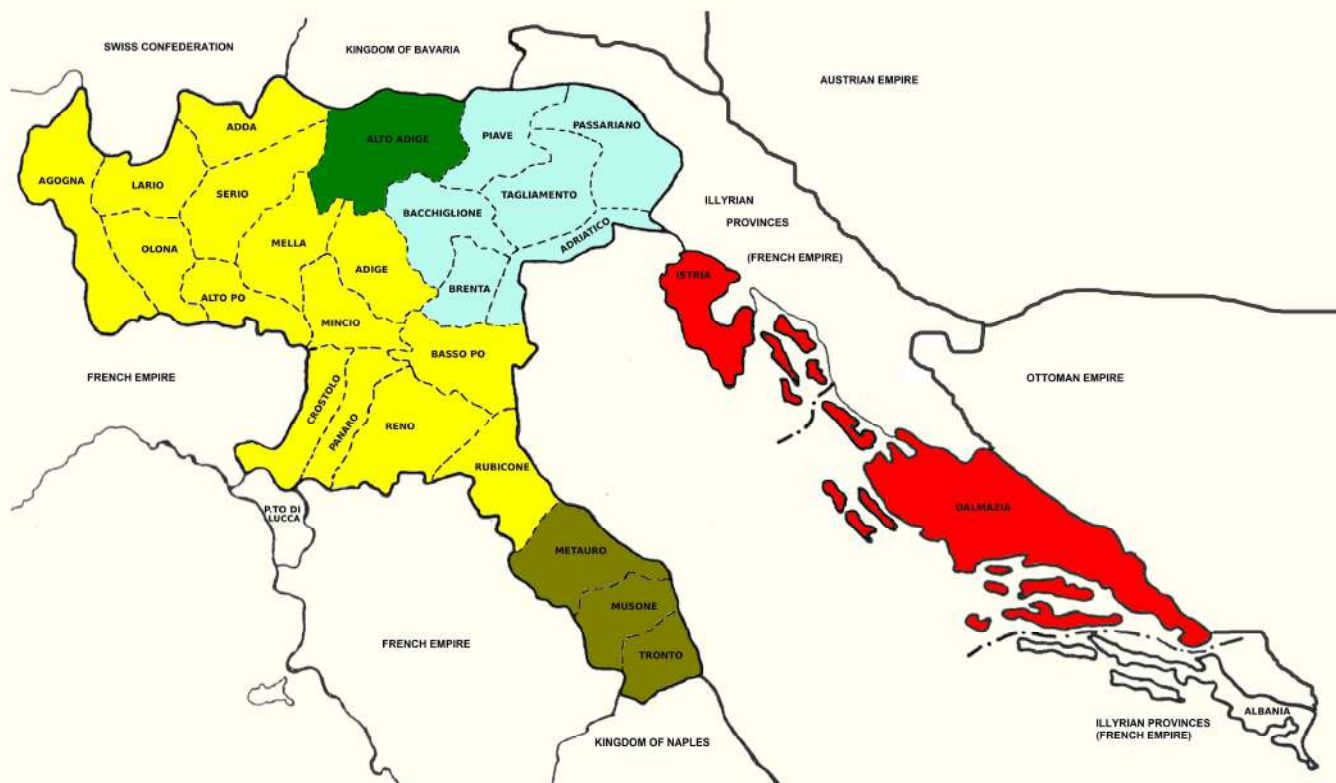 SWISS CONFEDERATION
KINGDOM OF BAVARIA
AUSTRIAN EMPIRE
ADDA
ALTO ADIGE
PIAVE
PASSARIANO
AGOGNA
LARIO
SERIO
TAGLIAMENTO
BACCHIGLIONE
ILLYRIAN
PROVINCES
(FRENCH EMPIRE)
OLONA
MELLA
ADRIATICO
ADIGE
ISTRIA
BRENTA
ALTO PO
MINCIO
BASSO PO
FRENCH EMPIRE
OTTOMAN EMPIRE
CROSTOLO
PANARO
RENO
RUBICONE
P.TO DI
LUCCA
DALMAZIA
METAURO
MUSONE
FRENCH EMPIRE
TRONTO
ALBANIA
ILLYRIAN PROVINCES
(FRENCH EMPIRE)
KINGDOM OF NAPLES